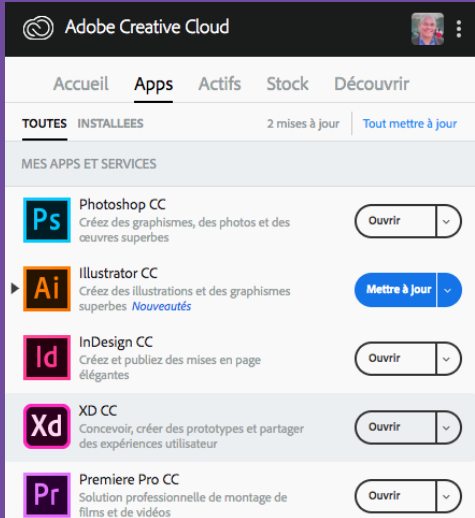 Adobe Creative Cloud
Accueil Apps Actifs Stock Découvrir
TOUTES INSTALLEES 2 mises à jour Tout mettre à jour
MES APPS ET SERVICES
Ps
Photoshop CC
Créez des graphismes, des photos et des
œuvres superbes
Ouvrir
Ai
Illustrator CC
Créez des illustrations et des graphismes
superbes Nouveautés
Mettre à jour
Id
InDesign CC
Créez et publiez des mises en page
élégantes
Ouvrir
Xd
XD CC
Concevoir, créer des prototypes et partager
des expériences utilisateur
Ouvrir
Pr
Premiere Pro CC
Solution professionnelle de montage de
films et de vidéos
Ouvrir